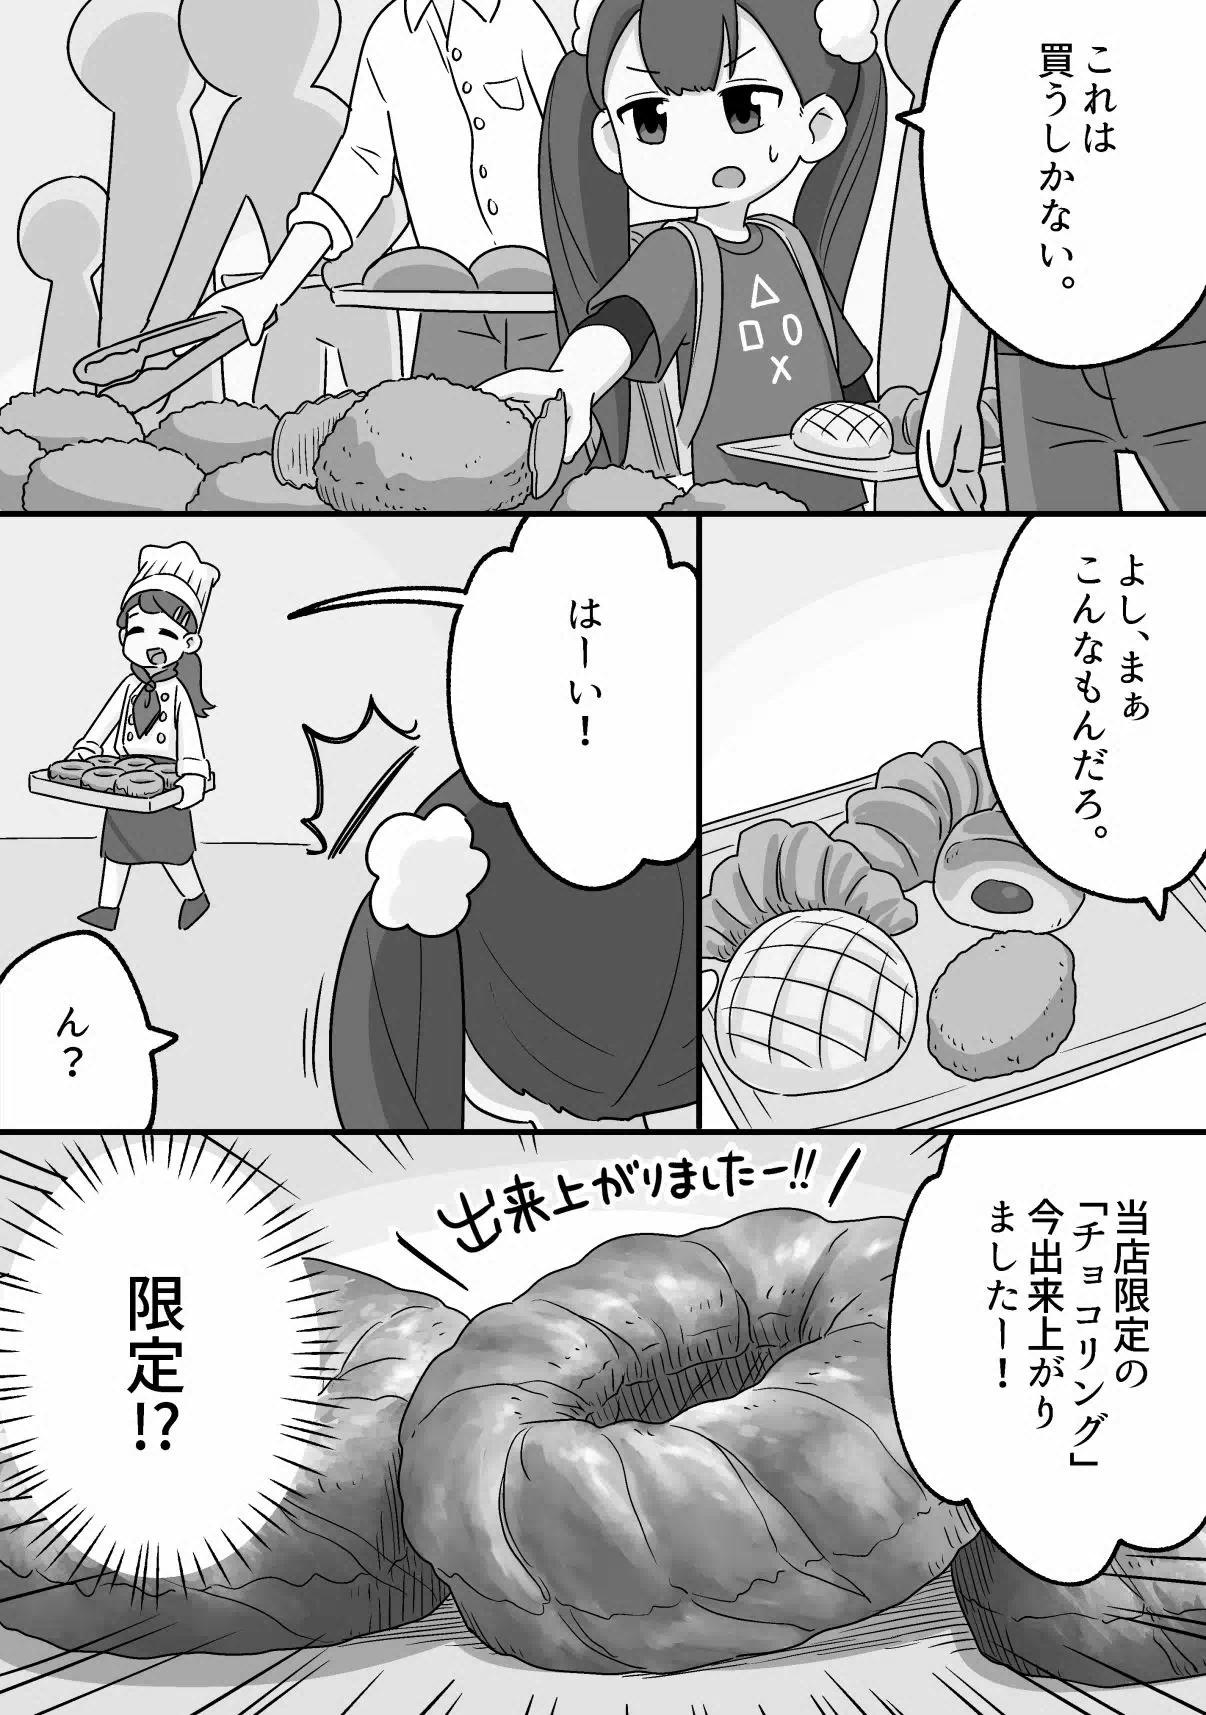 これは
買うしかない。
よし、まぁ
こんなもんだろ。
はーい！
ん？
当店限定の
「チョコリング」
今出来上がり
ましたー！
出来上がりましたー!!
限定!?